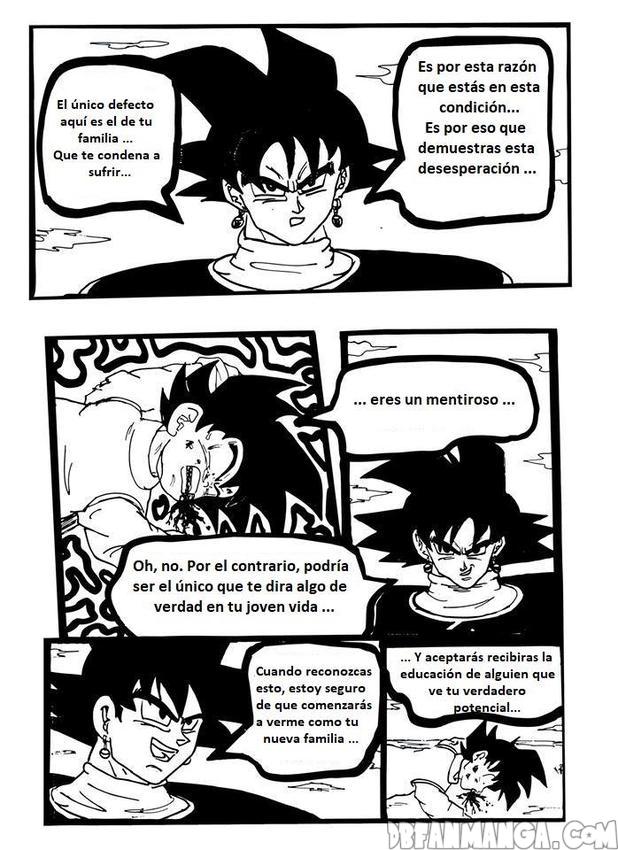 El único defecto
aquí es el de tu
familia ...
Que te condena a
sufrir...
Es por esta razón
que estás en esta
condición...
Es por eso que
demuestras esta
desesperación ...
... eres un mentiroso ...
Oh, no. Por el contrario, podría
ser el único que te dira algo de
verdad en tu joven vida ...
Cuando reconozcas
esto, estoy seguro
de que comenzarás
a verme como tu
nueva familia ...
... Y aceptarás recibiras la
educación de alguien que
ve tu verdadero
potencial...
DBFANMANGA.COM